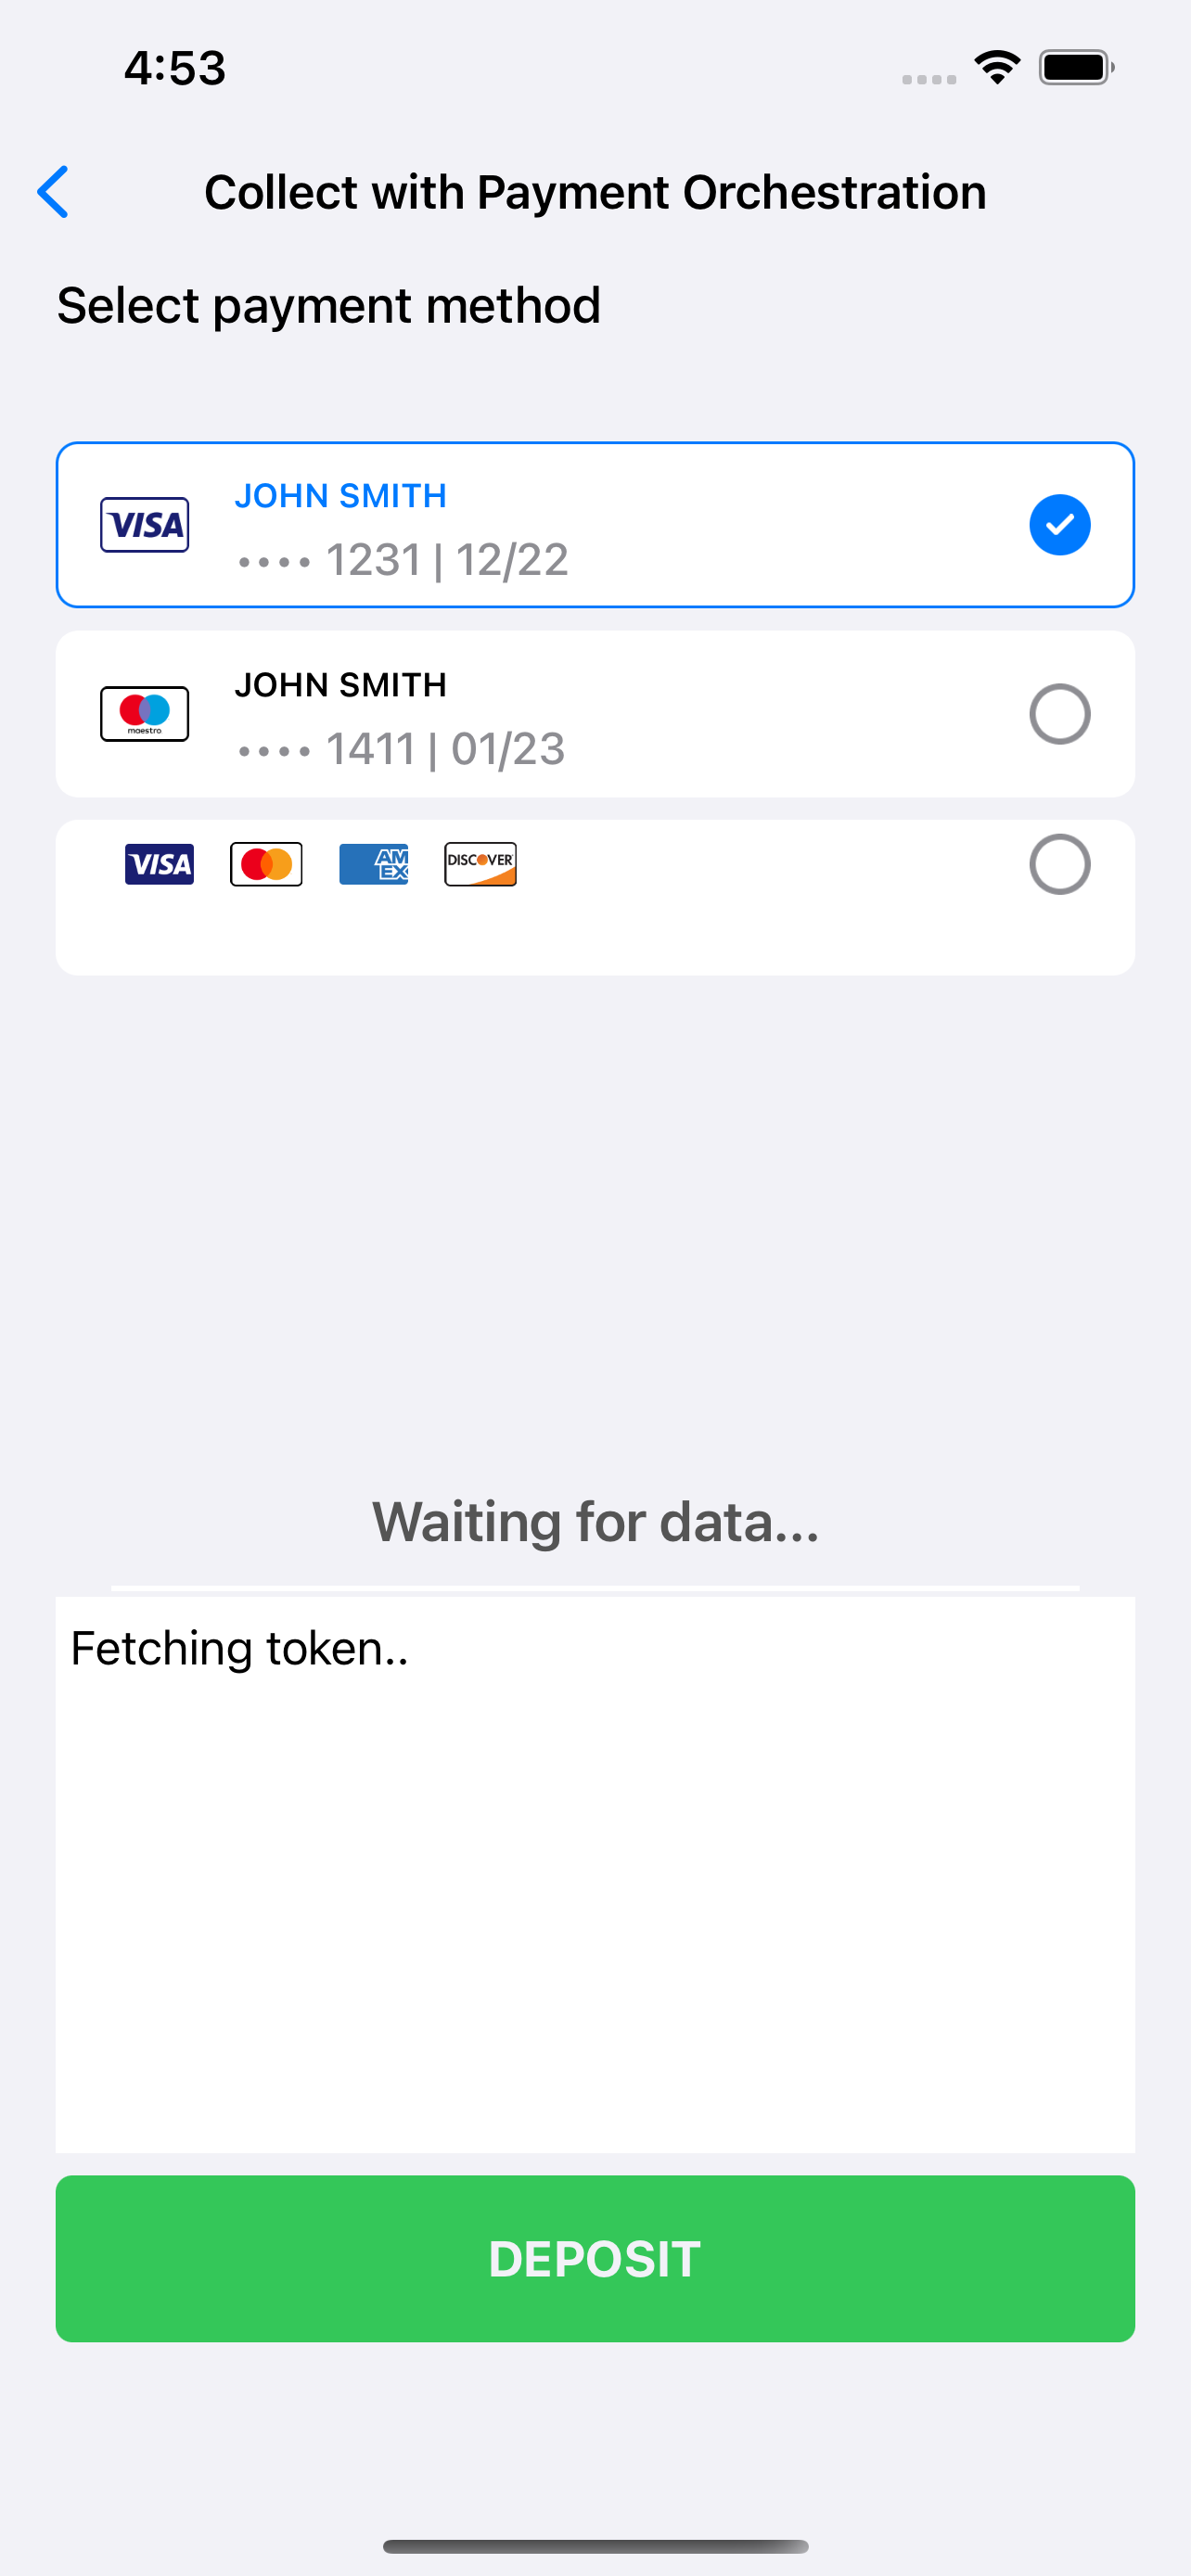 4:53
Collect with Payment Orchestration
Select payment method
VISA
JOHN SMITH
•••• 1231 | 12/22
maestro
JOHN SMITH
•••• 1411 | 01/23
VISA
AM
EX
DISCOVER
Waiting for data...
Fetching token..
DEPOSIT